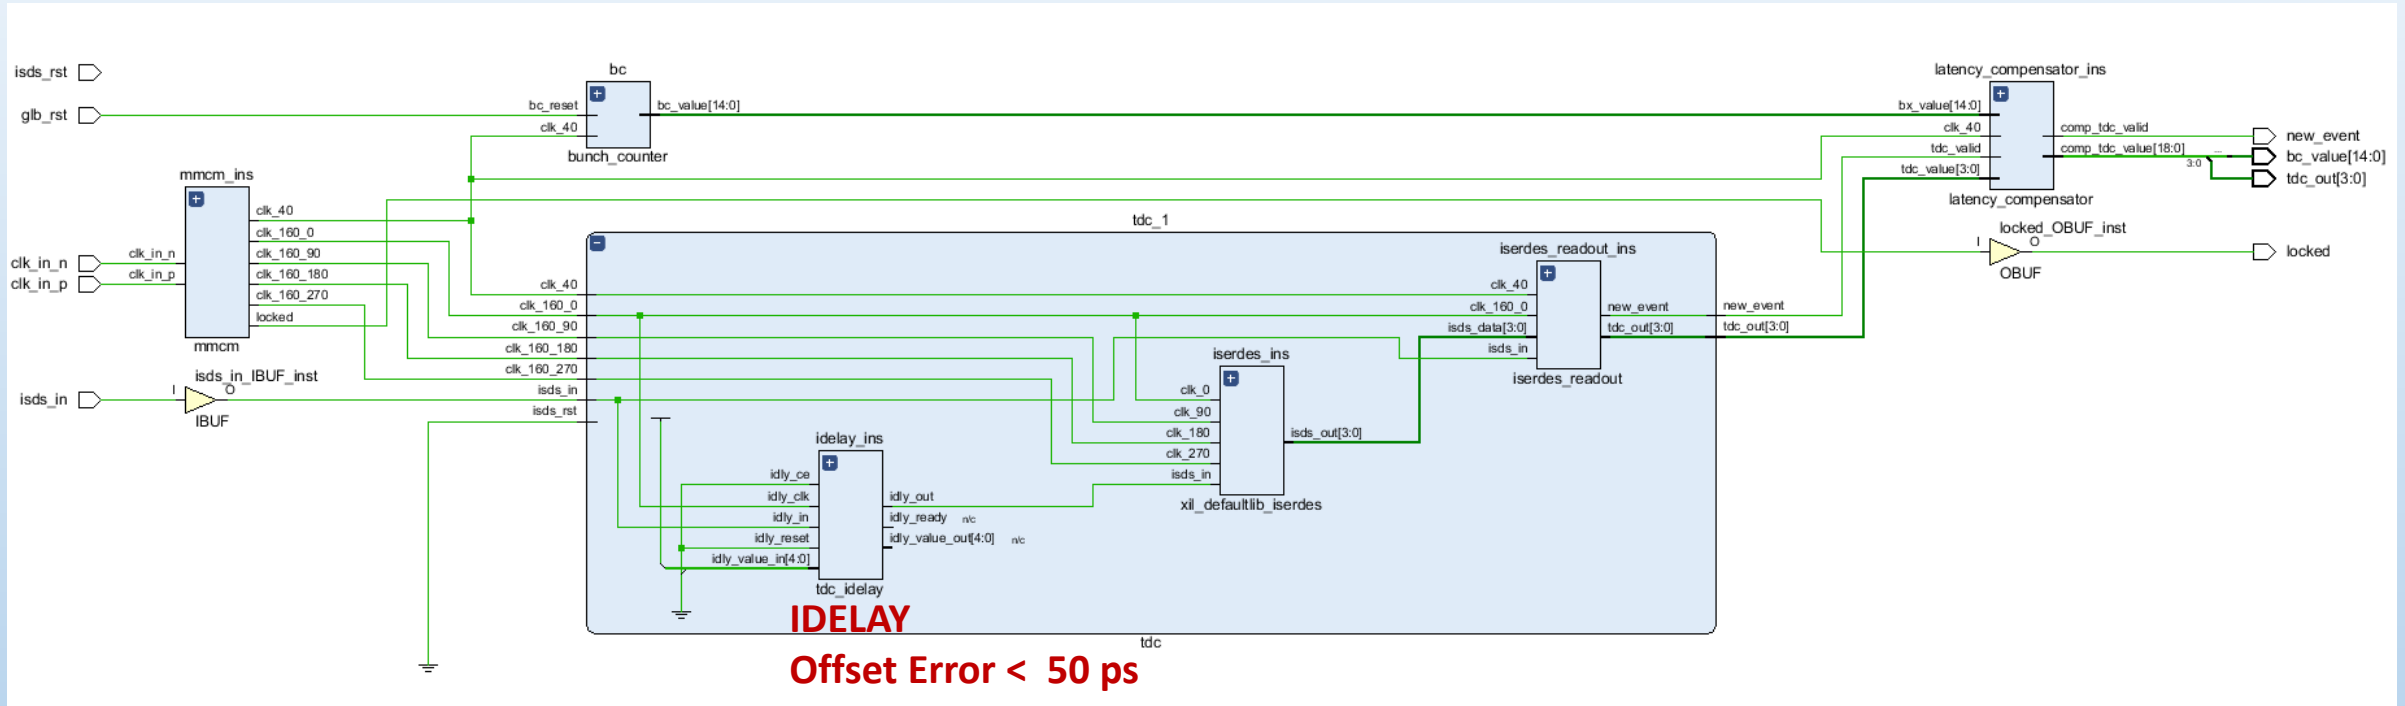 isds_rst
glb_rst
clk_in_n
clk_in_p
isds_in
mmcm_ins
clk_in_n
clk_in_p
clk_40
clk_160_0
clk_160_90
clk_160_180
clk_160_270
locked
mmcm
isds_in_IBUF_inst
I
O
IBUF
bc
bc_reset
clk_40
bc_value[14:0]
bunch_counter
tdc_1
clk_40
clk_160_0
clk_160_90
clk_160_180
clk_160_270
isds_in
isds_rst
idelay_ins
idly_ce
idly_clk
idly_in
idly_reset
idly_value_in[4:0]
idly_out
idly_ready n/c
idly_value_out[4:0] n/c
tdc_idelay
iserdes_ins
clk_0
clk_90
clk_180
clk_270
isds_in
isds_out[3:0]
xil_defaultlib_iserdes
iserdes_readout_ins
clk_40
clk_160_0
isds_data[3:0]
isds_in
new_event
tdc_out[3:0]
iserdes_readout
new_event
tdc_out[3:0]
tdc
IDELAY
Offset Error < 50 ps
latency_compensator_ins
bx_value[14:0]
clk_40
tdc_valid
tdc_value[3:0]
comp_tdc_valid
comp_tdc_value[18:0]
...
3:0
latency_compensator
locked_OBUF_inst
I
O
OBUF
new_event
bc_value[14:0]
tdc_out[3:0]
locked